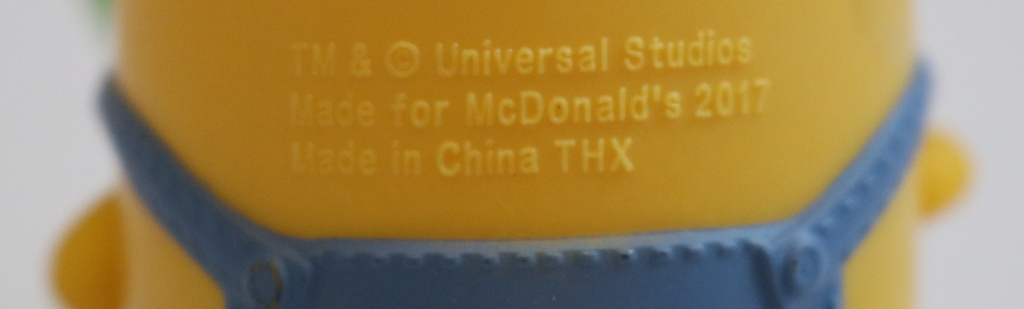 TM & © Universal Studios
Made for McDonald's 2017
Made in China THX